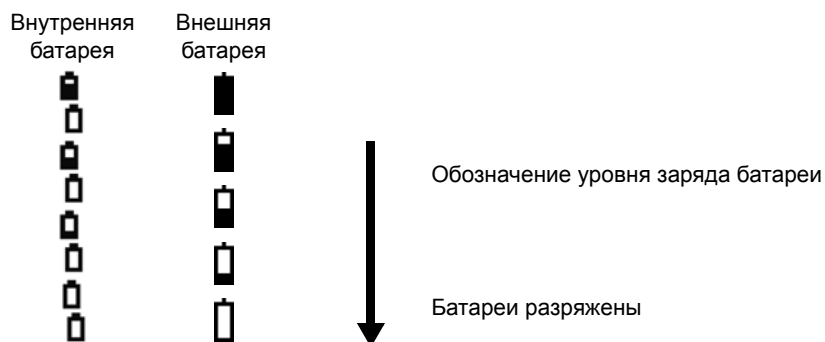 Внутренняя
батарея
Внешняя
батарея
Обозначение уровня заряда батареи
Батареи разряжены